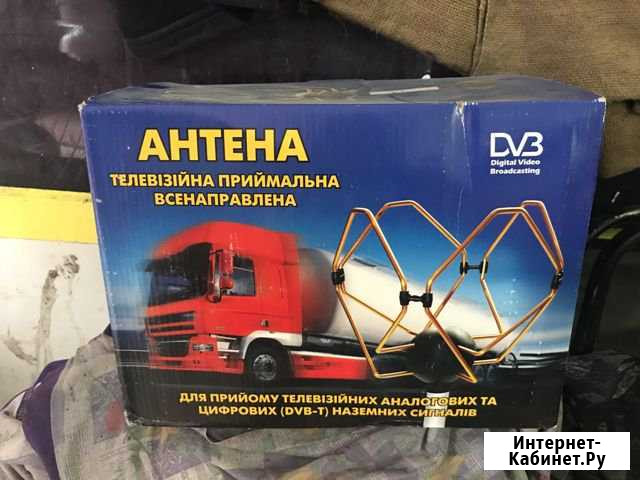 АНТЕНА
ТЕЛЕВІЗІЙНА ПРИЙМАЛЬНА
ВСЕНАПРАВЛЕНА
DVB
Digital Video
Broadcasting
ДЛЯ ПРИЙОМУ ТЕЛЕВІЗІЙНИХ АНАЛОГОВИХ ТА
ЦИФРОВИХ (DVB-T) НАЗЕМНИХ СИГНАЛІВ
Интернет-
Кабинет.Ру